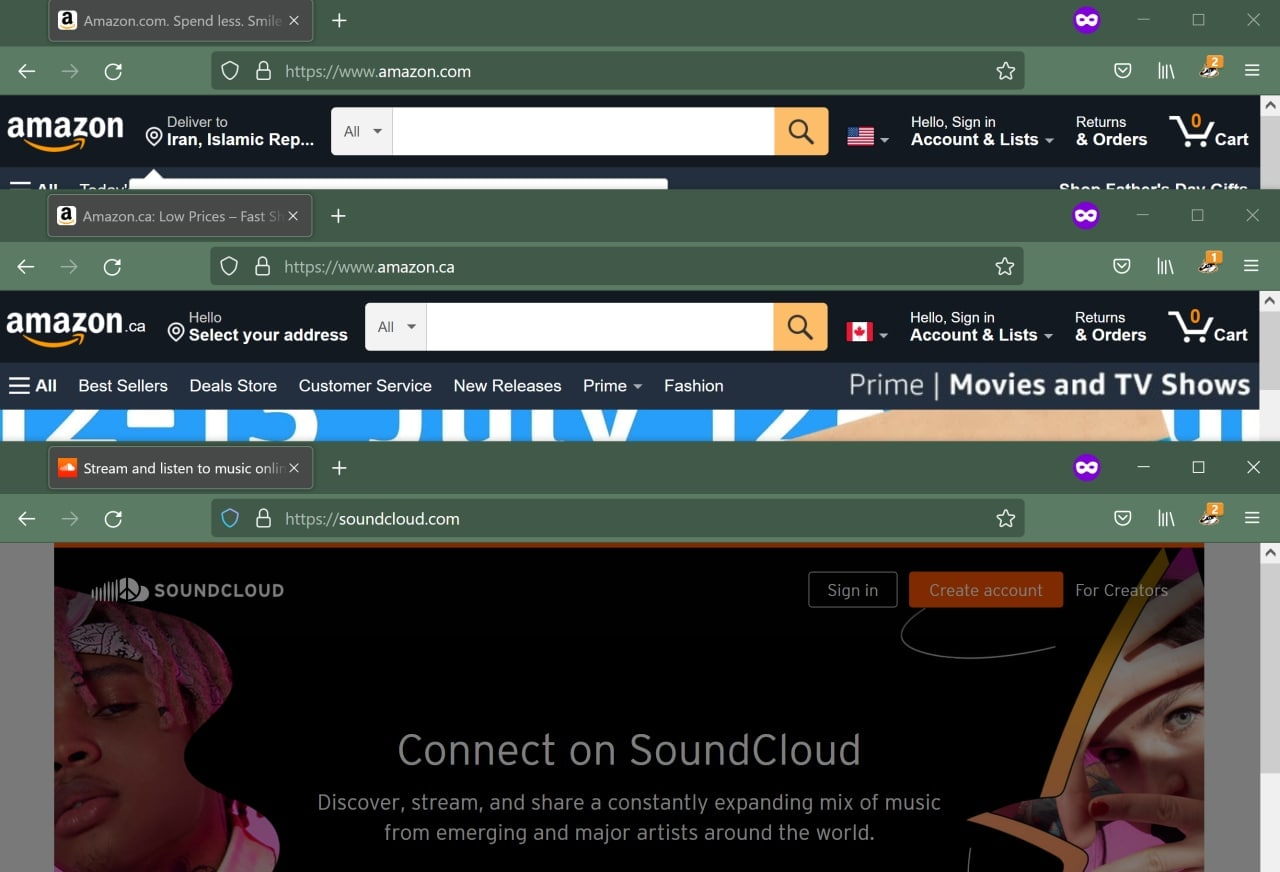 Amazon.com. Spend less. Smile
https://www.amazon.com
2
amazon
Deliver to
Iran, Islamic Rep...
All
Hello, Sign in
Account & Lists
Returns
& Orders
0
Cart
All
Today'
Shop Father's Day Gifts
Amazon.ca: Low Prices – Fast Sh
https://www.amazon.ca
1
amazon.ca
Hello
Select your address
All
Hello, Sign in
Account & Lists
Returns
& Orders
0
Cart
All Best Sellers Deals Store Customer Service New Releases Prime Fashion
Prime | Movies and TV Shows
12-13 July 12-
Stream and listen to music onlin
https://soundcloud.com
2
SOUNDCLOUD
Sign in
Create account
For Creators
Connect on SoundCloud
Discover, stream, and share a constantly expanding mix of music
from emerging and major artists around the world.